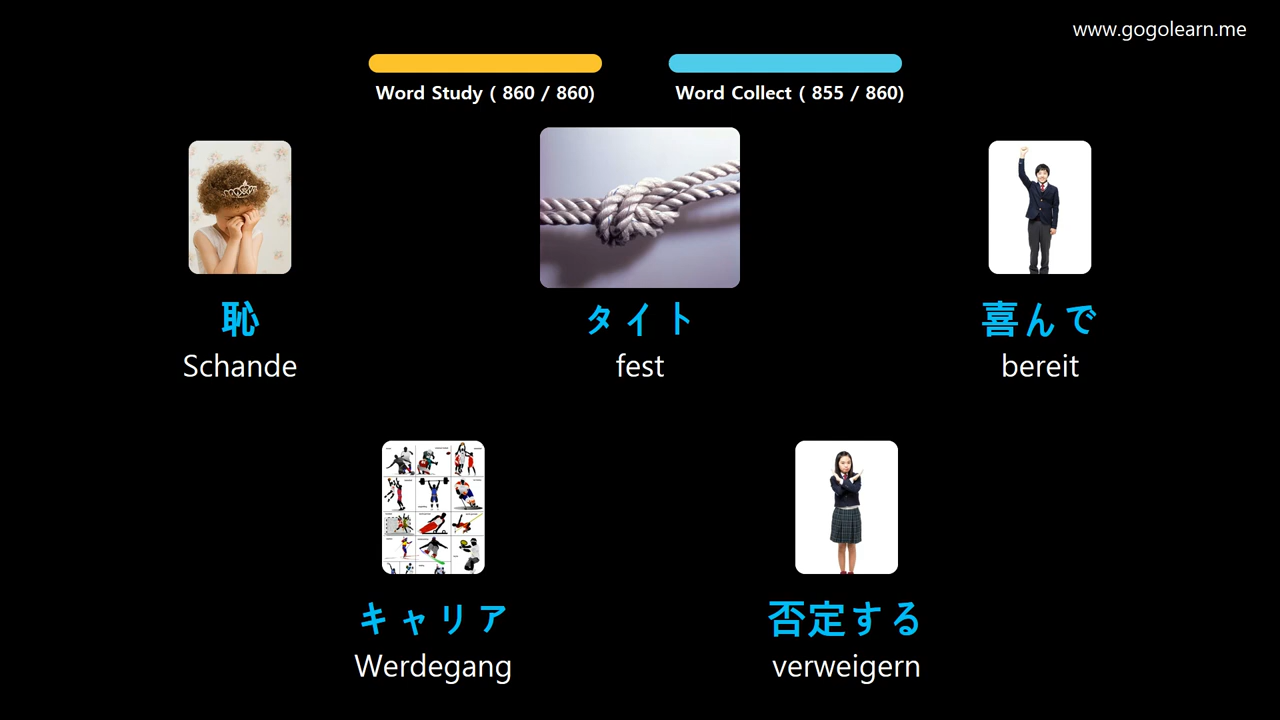 www.gogolearn.me
Word Study ( 860 / 860)
Word Collect ( 855 / 860)
恥
Schande
タイト
fest
喜んで
bereit
キャリア
Werdegang
否定する
verweigern